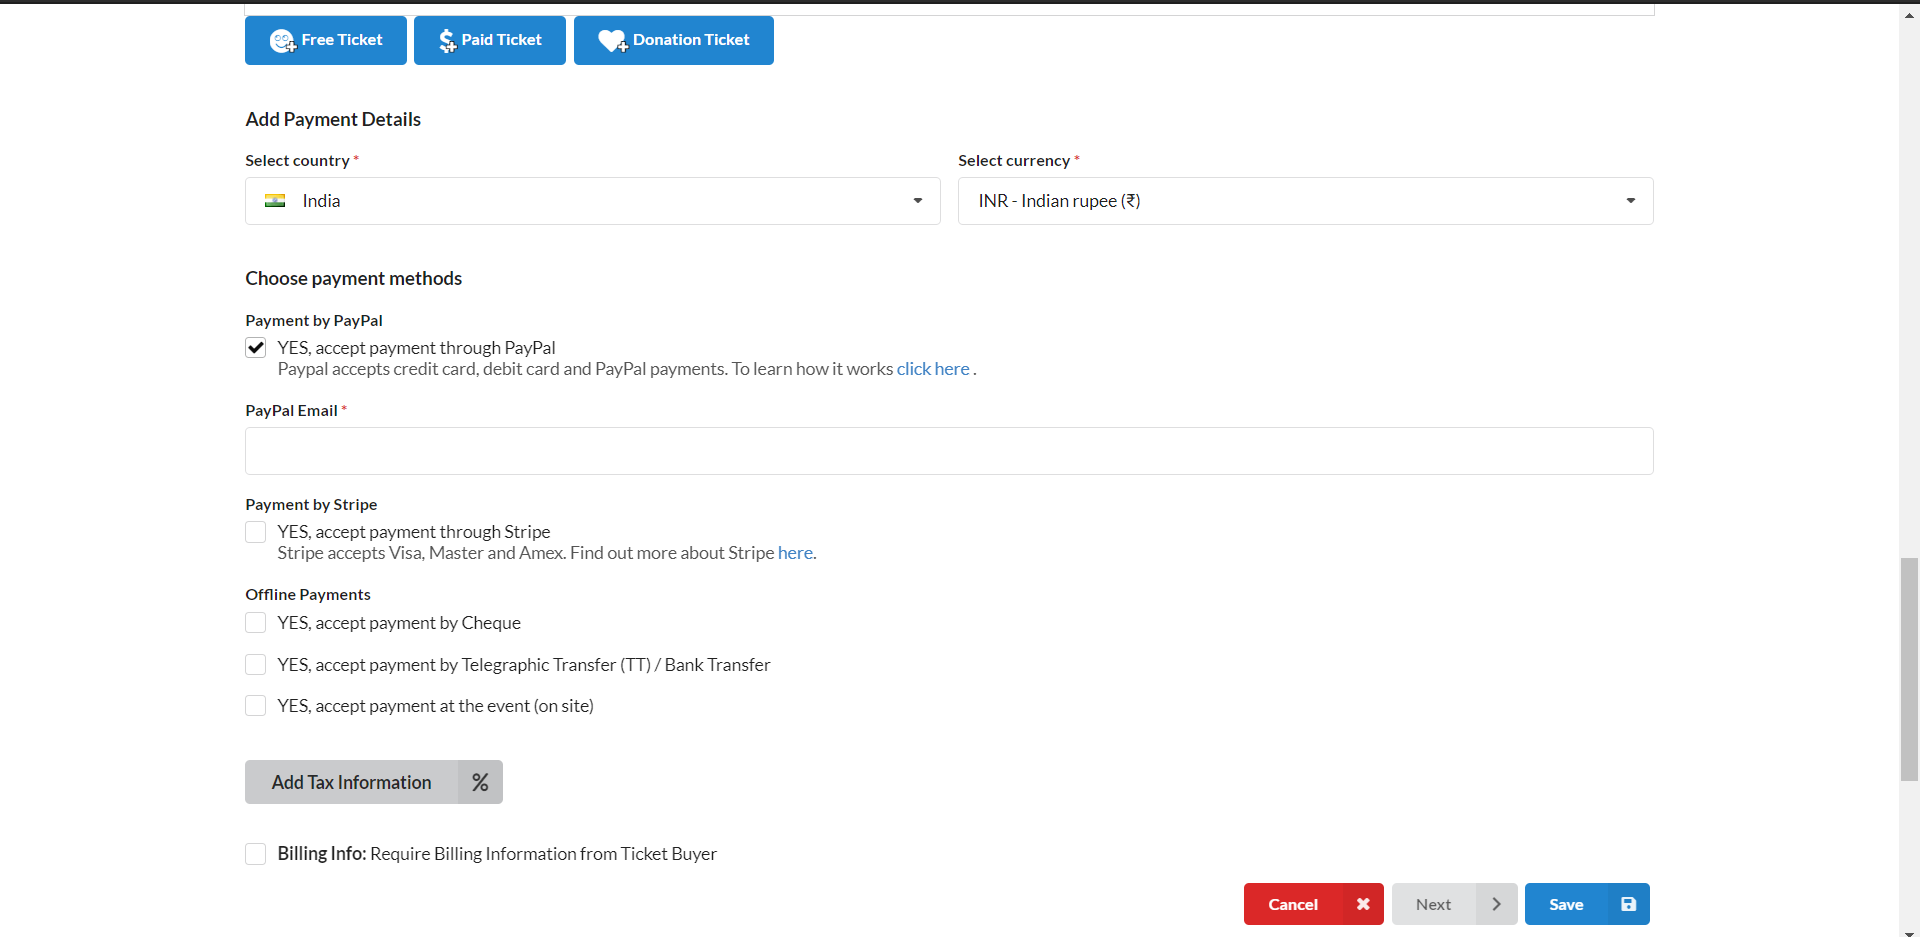 Free Ticket Paid Ticket Donation Ticket
Add Payment Details
Select country * Select currency *
India INR - Indian rupee (₹)
Choose payment methods
Payment by PayPal
YES, accept payment through PayPal
Paypal accepts credit card, debit card and PayPal payments. To learn how it works click here .
PayPal Email *
Payment by Stripe
YES, accept payment through Stripe
Stripe accepts Visa, Master and Amex. Find out more about Stripe here.
Offline Payments
YES, accept payment by Cheque
YES, accept payment by Telegraphic Transfer (TT) / Bank Transfer
YES, accept payment at the event (on site)
Add Tax Information %
Billing Info: Require Billing Information from Ticket Buyer
Cancel Next Save